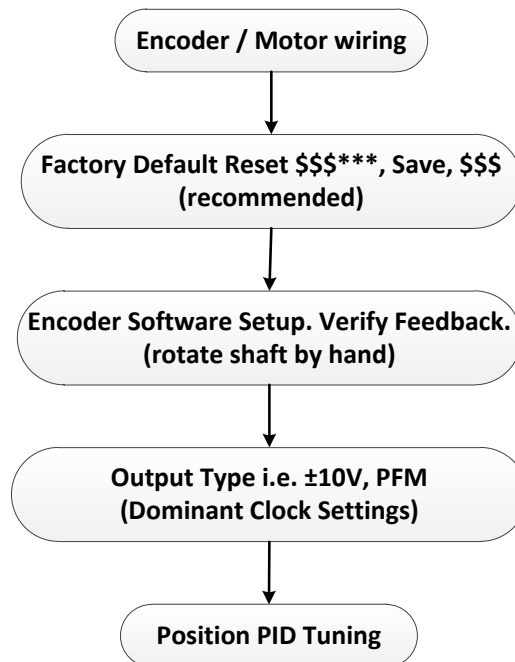 Encoder / Motor wiring
Factory Default Reset $$$***, Save, $$$
(recommended)
Encoder Software Setup. Verify Feedback.
(rotate shaft by hand)
Output Type i.e. ±10V, PFM
(Dominant Clock Settings)
Position PID Tuning